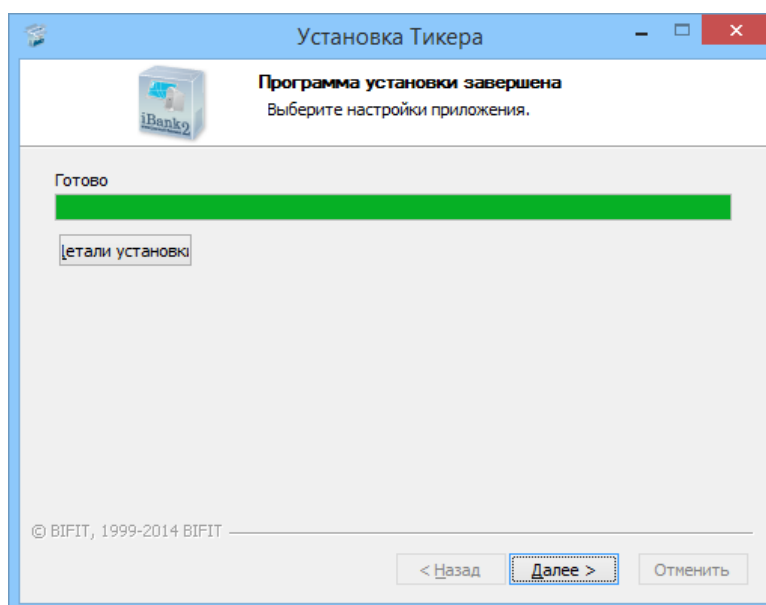 Установка Тикера
iBank2
Программа установки завершена
Выберите настройки приложения.
Готово
Детали установки
© BIFIT, 1999-2014 BIFIT
< Назад
Далее >
Отменить